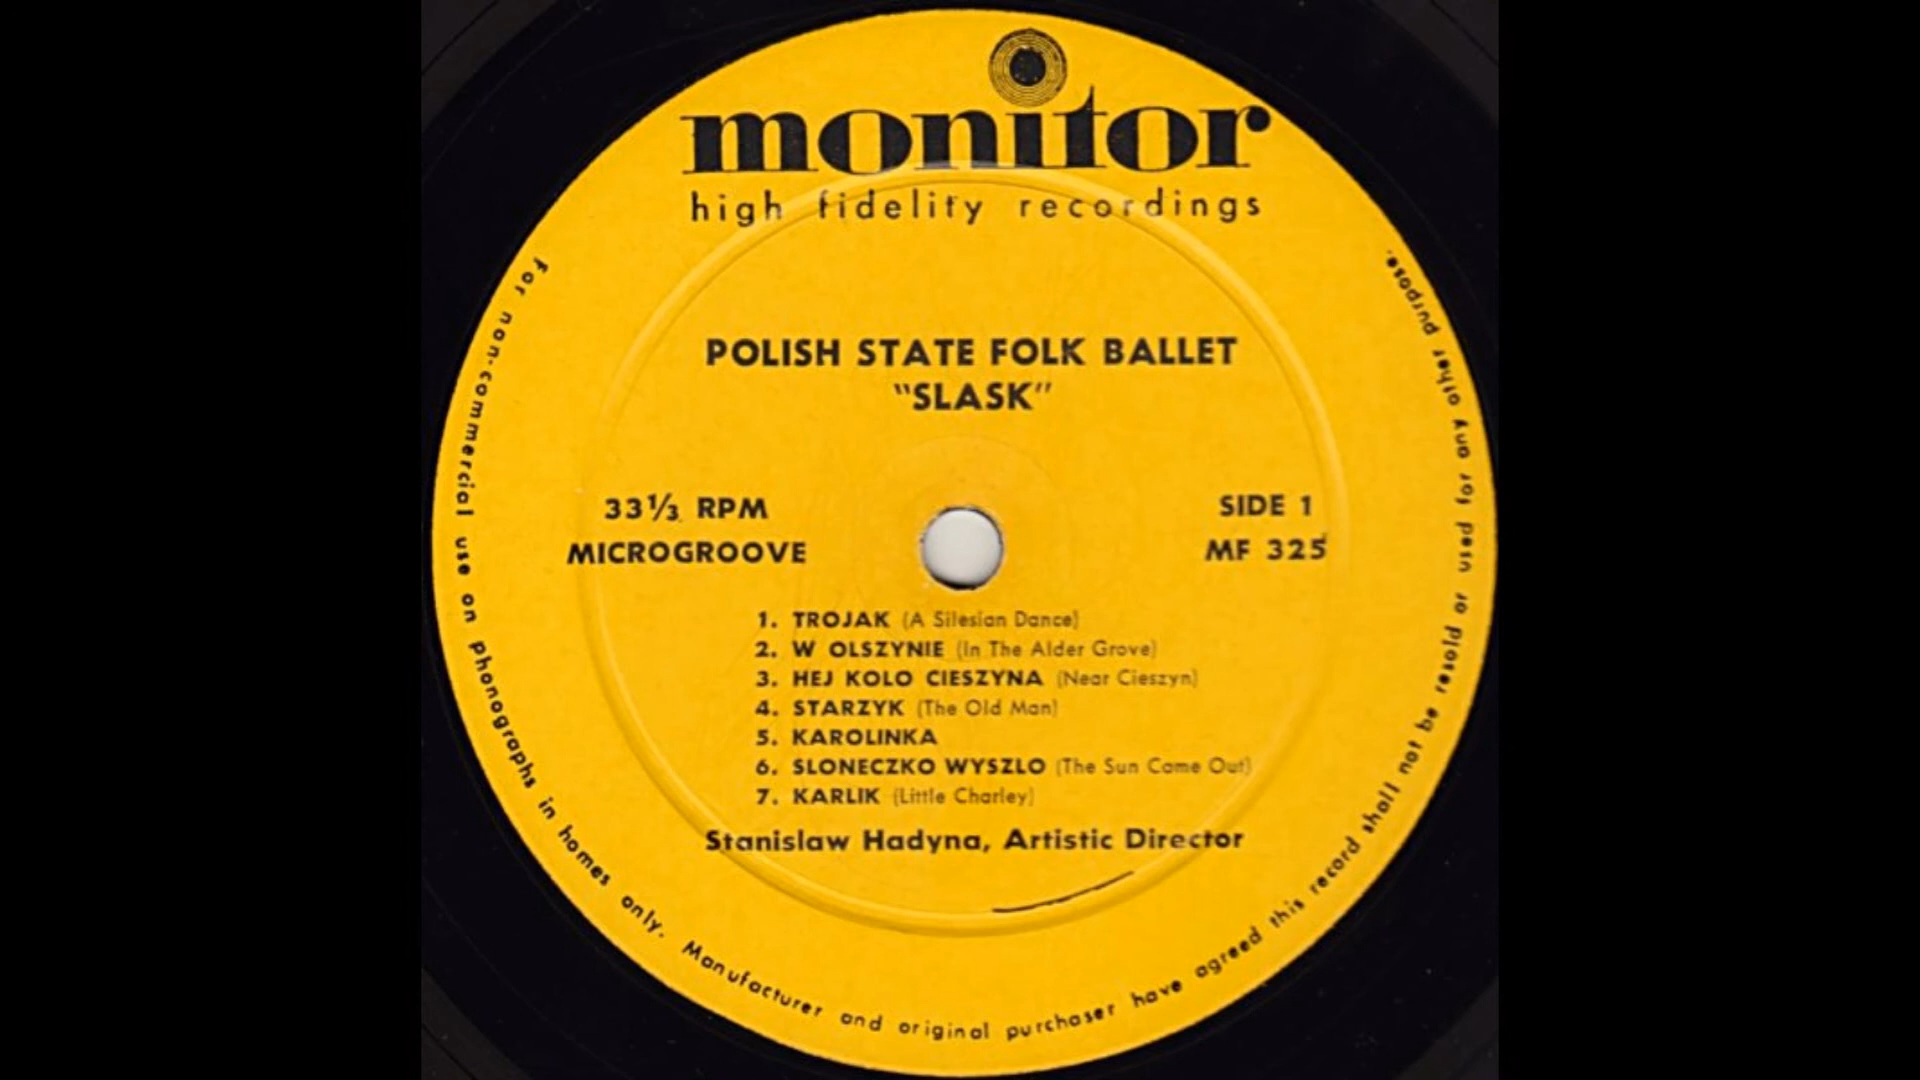 monitor
high fidelity recordings
POLISH STATE FOLK BALLET
"SLASK"
33⅓ RPM
MICROGROOVE
SIDE 1
MF 325
1. TROJAK (A Silesian Dance)
2. W OLSZYNIE (In The Alder Grove)
3. HEJ KOLO CIESZYNA (Near Cieszyn)
4. STARZYK (The Old Man)
5. KAROLINKA
6. SLONECZKO WYSZLO (The Sun Came Out)
7. KARLIK (Little Charley)
Stanislaw Hadyna, Artistic Director
For non-commercial use on phonographs in homes only. Manufacturer and original purchaser have agreed this record shall not be resold or used for any other purpose.